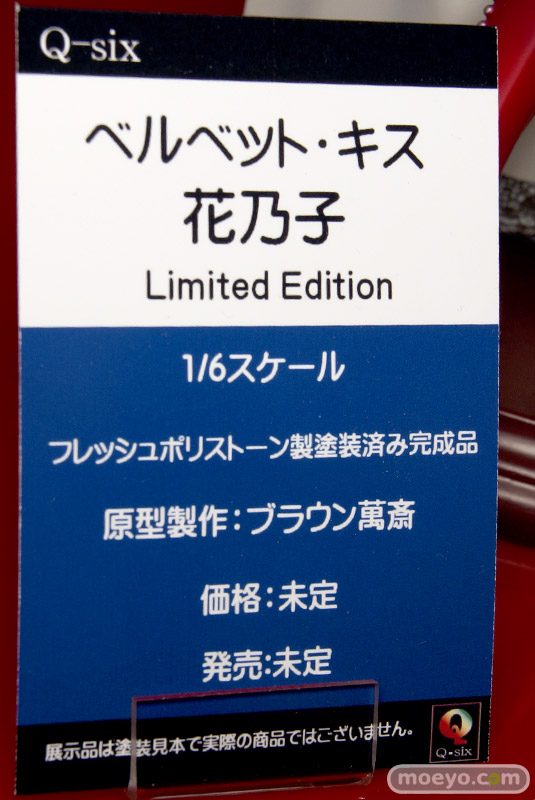 Q-six
ベルベット・キス
花乃子
Limited Edition
1/6スケール
フレッシュポリストーン製塗装済み完成品
原型製作：ブラウン萬斎
価格：未定
発売：未定
展示品は塗装見本で実際の商品ではございません。
Q-six
moeyo.com